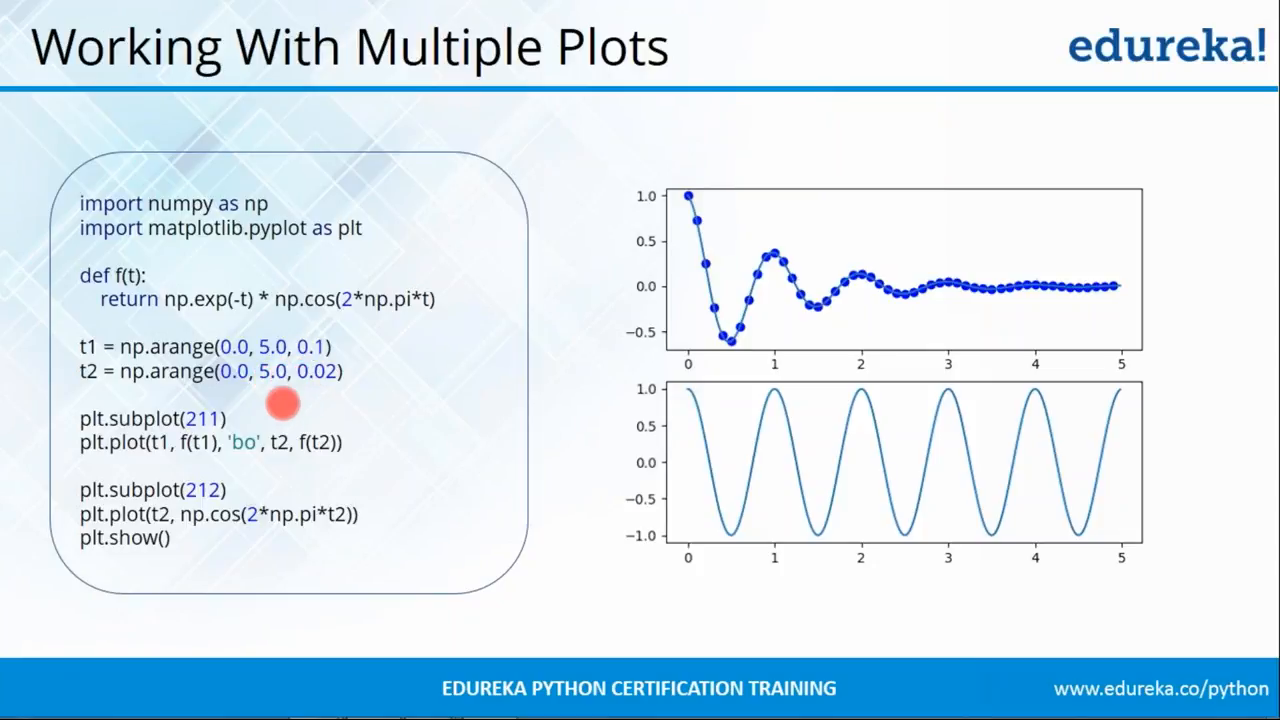 Working With Multiple Plots
edureka!
import numpy as np
import matplotlib.pyplot as plt
def f(t):
return np.exp(-t) * np.cos(2*np.pi*t)
t1 = np.arange(0.0, 5.0, 0.1)
t2 = np.arange(0.0, 5.0, 0.02)
plt.subplot(211)
plt.plot(t1, f(t1), 'bo', t2, f(t2))
plt.subplot(212)
plt.plot(t2, np.cos(2*np.pi*t2))
plt.show()
1.0
0.5
0.0
−0.5
0 1 2 3 4 5
1.0
0.5
0.0
−0.5
−1.0
0 1 2 3 4 5
EDUREKA PYTHON CERTIFICATION TRAINING
www.edureka.co/python